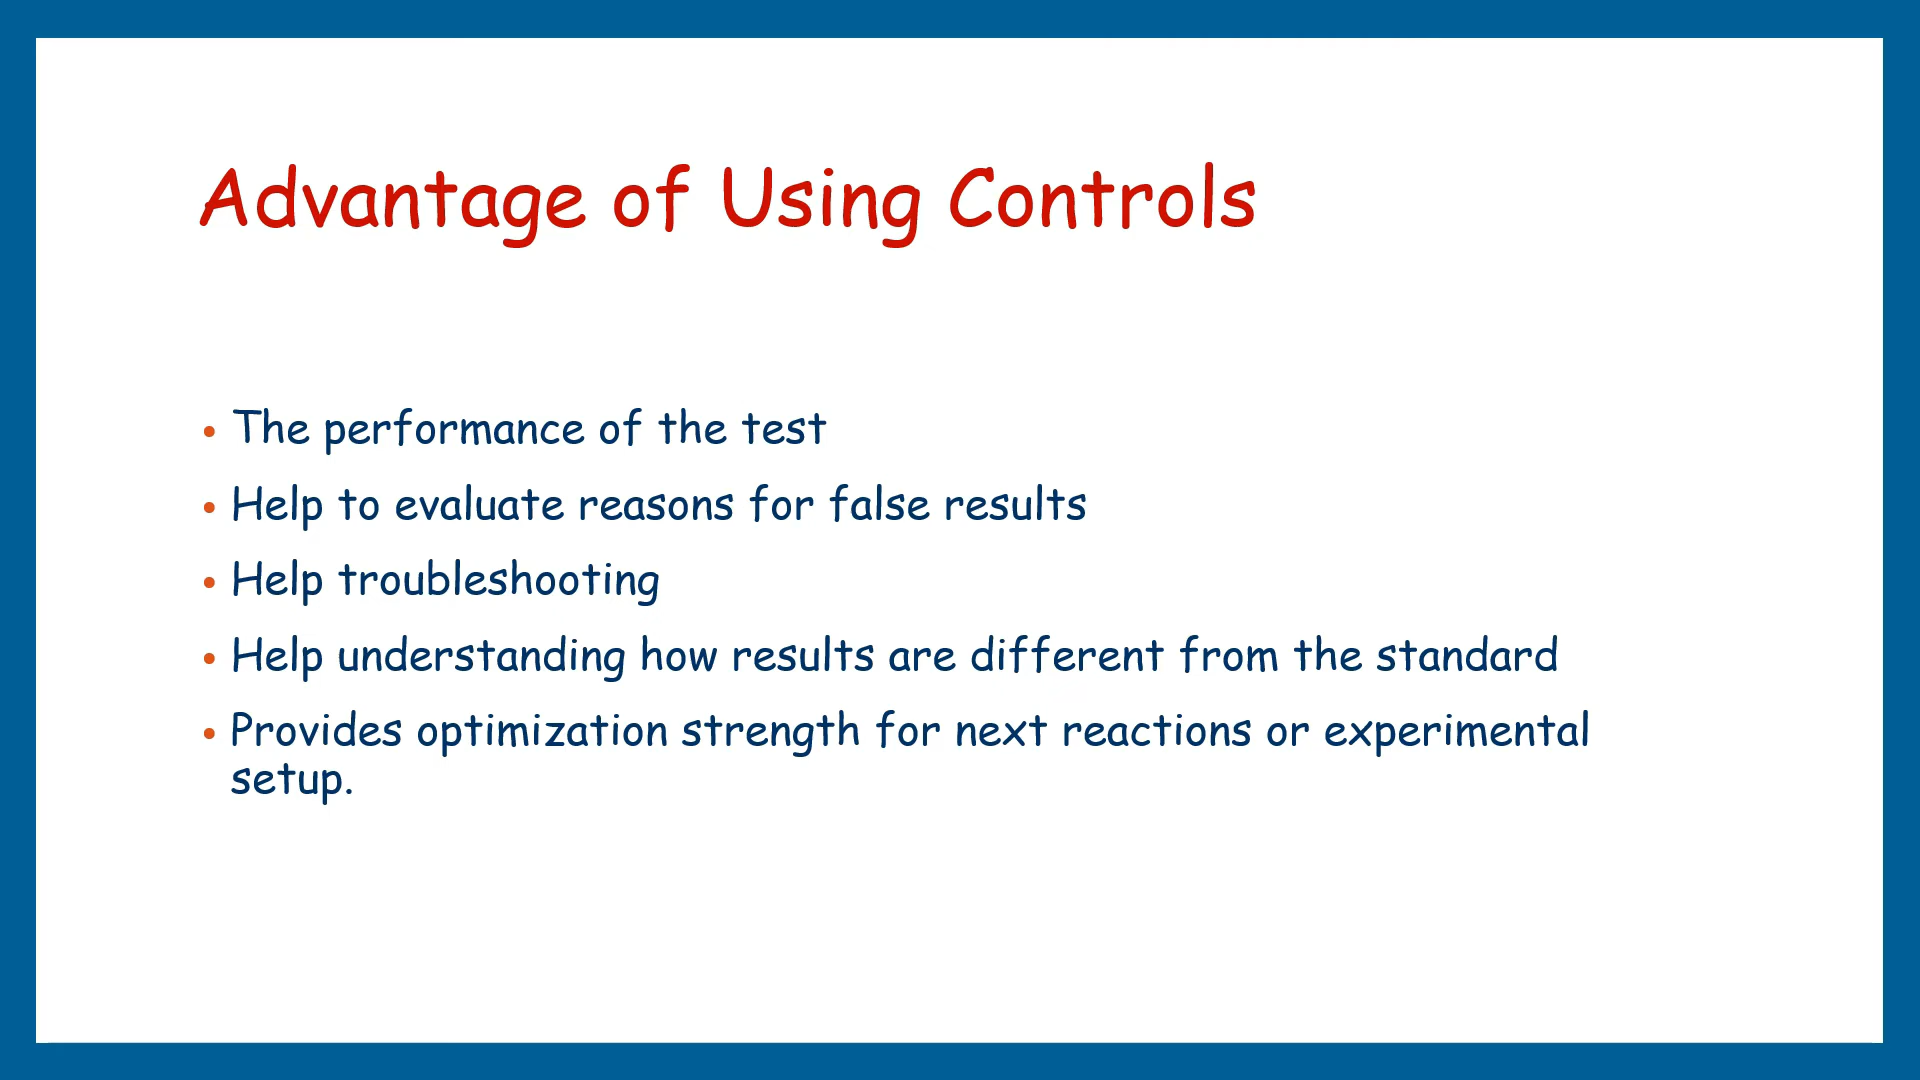 Advantage of Using Controls
• The performance of the test
• Help to evaluate reasons for false results
• Help troubleshooting
• Help understanding how results are different from the standard
• Provides optimization strength for next reactions or experimental
setup.